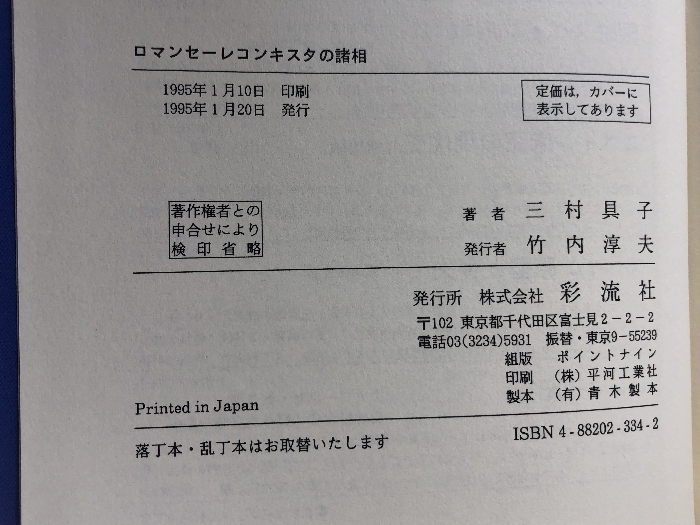 ロマンセーレコンキスタの諸相
1995年1月10日 印刷
1995年1月20日 発行
定価は，カバーに
表示してあります
著作権者との
申合せにより
検印省略
著者 三村具子
発行者 竹内淳夫
発行所 株式会社 彩流社
〒102 東京都千代田区富士見2－2－2
電話03(3234)5931 振替・東京9－55239
組版 ポイントナイン
印刷 （株）平河工業社
製本 （有）青木製本
Printed in Japan
落丁本・乱丁本はお取替いたします
ISBN 4-88202-334-2